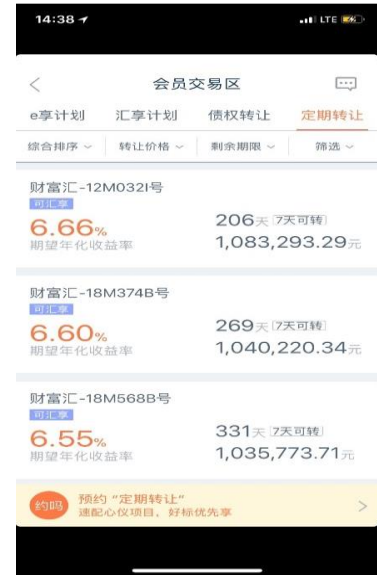 14:38 LTE
会员交易区
e享计划 汇享计划 债权转让 定期转让
综合排序 转让价格 剩余期限 筛选
财富汇-12M032I号
可汇享
6.66% 206天 7天可转
期望年化收益率 1,083,293.29元
财富汇-18M374B号
可汇享
6.60% 269天 7天可转
期望年化收益率 1,040,220.34元
财富汇-18M568B号
可汇享
6.55% 331天 7天可转
期望年化收益率 1,035,773.71元
约吗 预约 “定期转让”
速配心仪项目，好标优先享